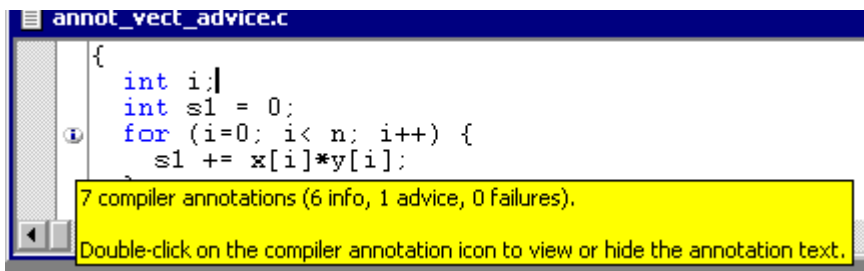 annot_vect_advice.c
{
int i;
int s1 = 0;
for (i=0; i< n; i++) {
s1 += x[i]*y[i];
7 compiler annotations (6 info, 1 advice, 0 failures).
Double-click on the compiler annotation icon to view or hide the annotation text.